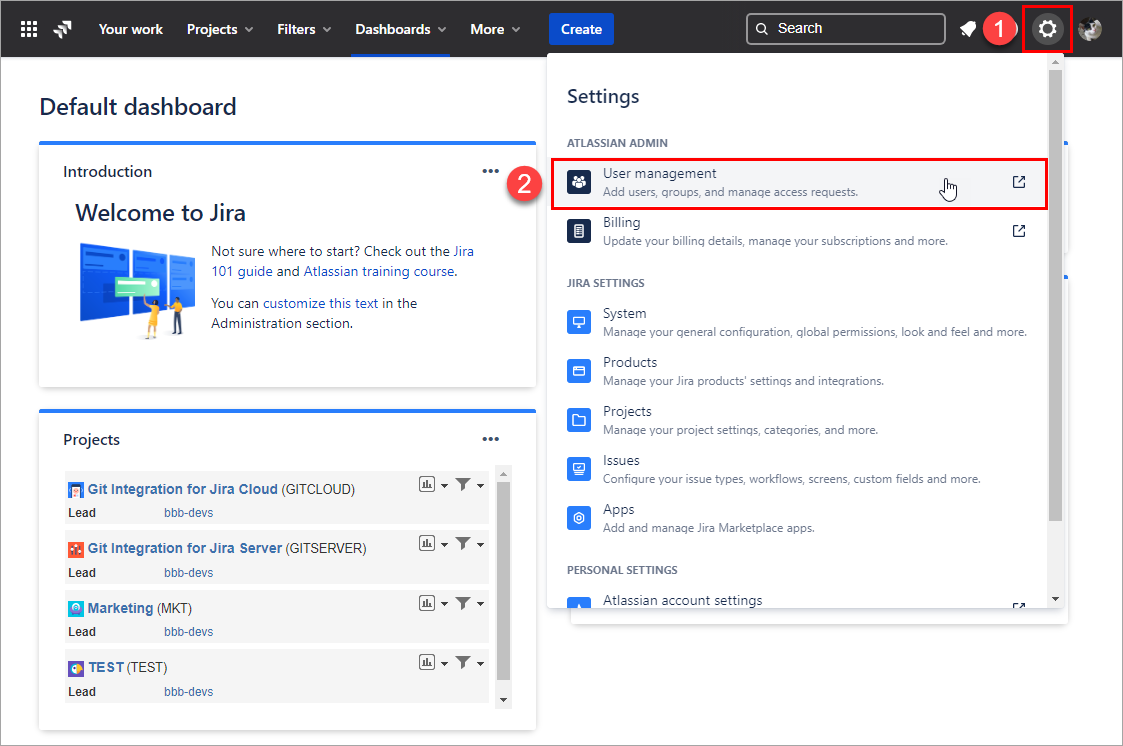 Your work Projects Filters Dashboards More Create Search 1
Default dashboard
Introduction
Welcome to Jira
Not sure where to start? Check out the Jira
101 guide and Atlassian training course.
You can customize this text in the
Administration section.
Projects
Git Integration for Jira Cloud (GITCLOUD)
Lead bbb-devs
Git Integration for Jira Server (GITSERVER)
Lead bbb-devs
Marketing (MKT)
Lead bbb-devs
TEST (TEST)
Lead bbb-devs
Settings
ATLASSIAN ADMIN
2
User management
Add users, groups, and manage access requests.
Billing
Update your billing details, manage your subscriptions and more.
JIRA SETTINGS
System
Manage your general configuration, global permissions, look and feel and more.
Products
Manage your Jira products' settings and integrations.
Projects
Manage your project settings, categories, and more.
Issues
Configure your issue types, workflows, screens, custom fields and more.
Apps
Add and manage Jira Marketplace apps.
PERSONAL SETTINGS
Atlassian account settings